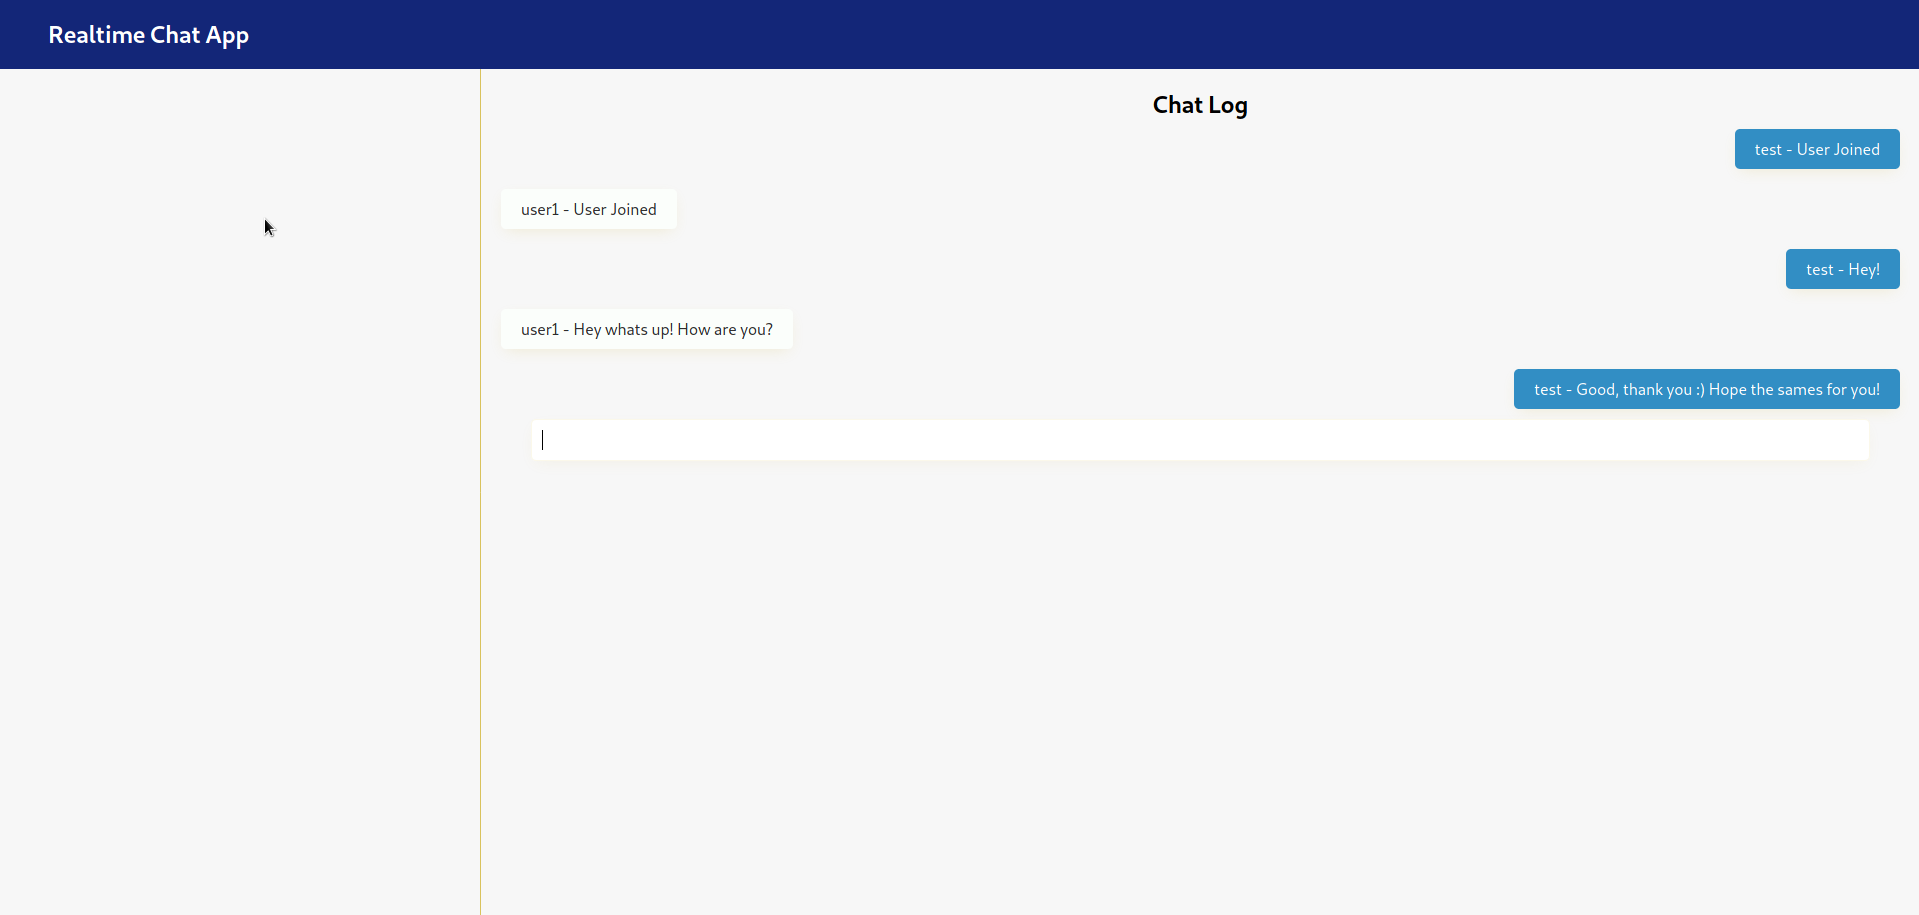 Realtime Chat App
Chat Log
test - User Joined
user1 - User Joined
test - Hey!
user1 - Hey whats up! How are you?
test - Good, thank you :) Hope the sames for you!